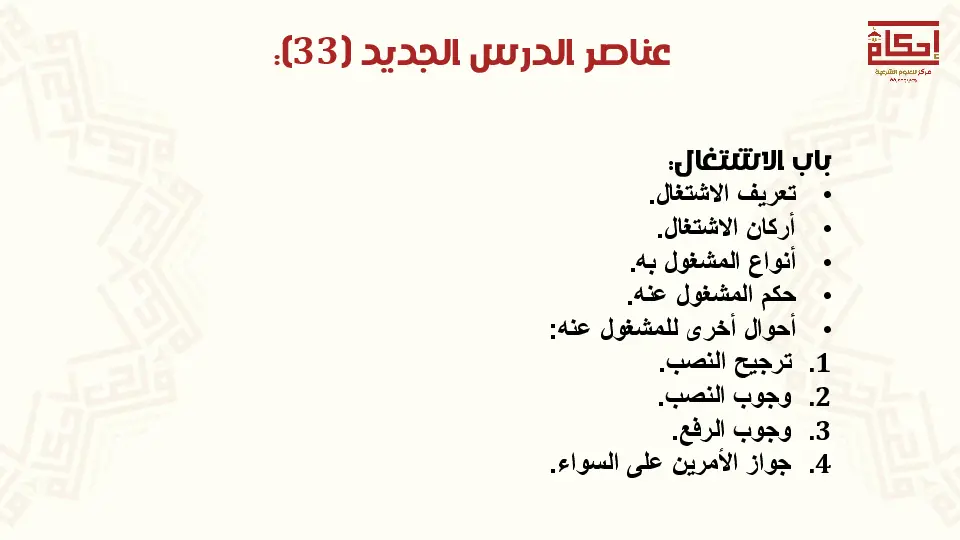 عناصر الدرس الجديد (33):
إحكام
مركز للعلوم الشرعية
باب الاشتغال:
• تعريف الاشتغال.
• أركان الاشتغال.
• أنواع المشغول به.
• حكم المشغول عنه.
• أحوال أخرى للمشغول عنه:
1. ترجيح النصب.
2. وجوب النصب.
3. وجوب الرفع.
4. جواز الأمرين على السواء.